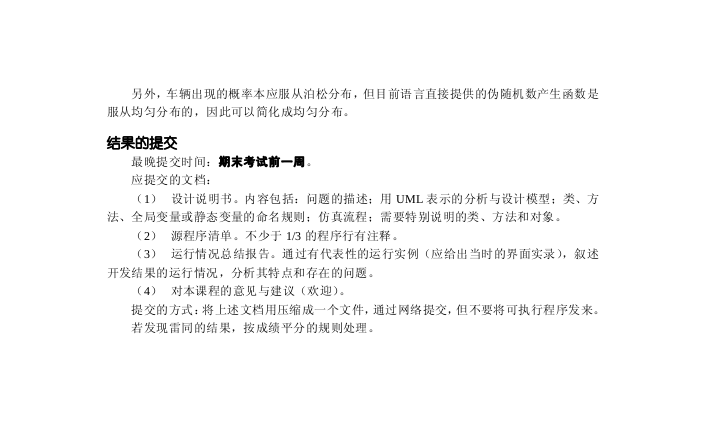 另外，车辆出现的概率本应服从泊松分布，但目前语言直接提供的伪随机数产生函数是
服从均匀分布的，因此可以简化成均匀分布。
结果的提交
最晚提交时间：期末考试前一周。
应提交的文档：
（1） 设计说明书。内容包括：问题的描述；用 UML 表示的分析与设计模型；类、方
法、全局变量或静态变量的命名规则；仿真流程；需要特别说明的类、方法和对象。
（2） 源程序清单。不少于 1/3 的程序行有注释。
（3） 运行情况总结报告。通过有代表性的运行实例（应给出当时的界面实录），叙述
开发结果的运行情况，分析其特点和存在的问题。
（4） 对本课程的意见与建议（欢迎）。
提交的方式：将上述文档用压缩成一个文件，通过网络提交，但不要将可执行程序发来。
若发现雷同的结果，按成绩平分的规则处理。